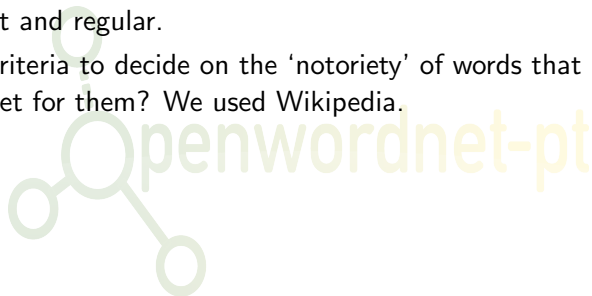 t and regular.
riteria to decide on the ‘notoriety’ of words that
et for them? We used Wikipedia.
penwordnet-pt